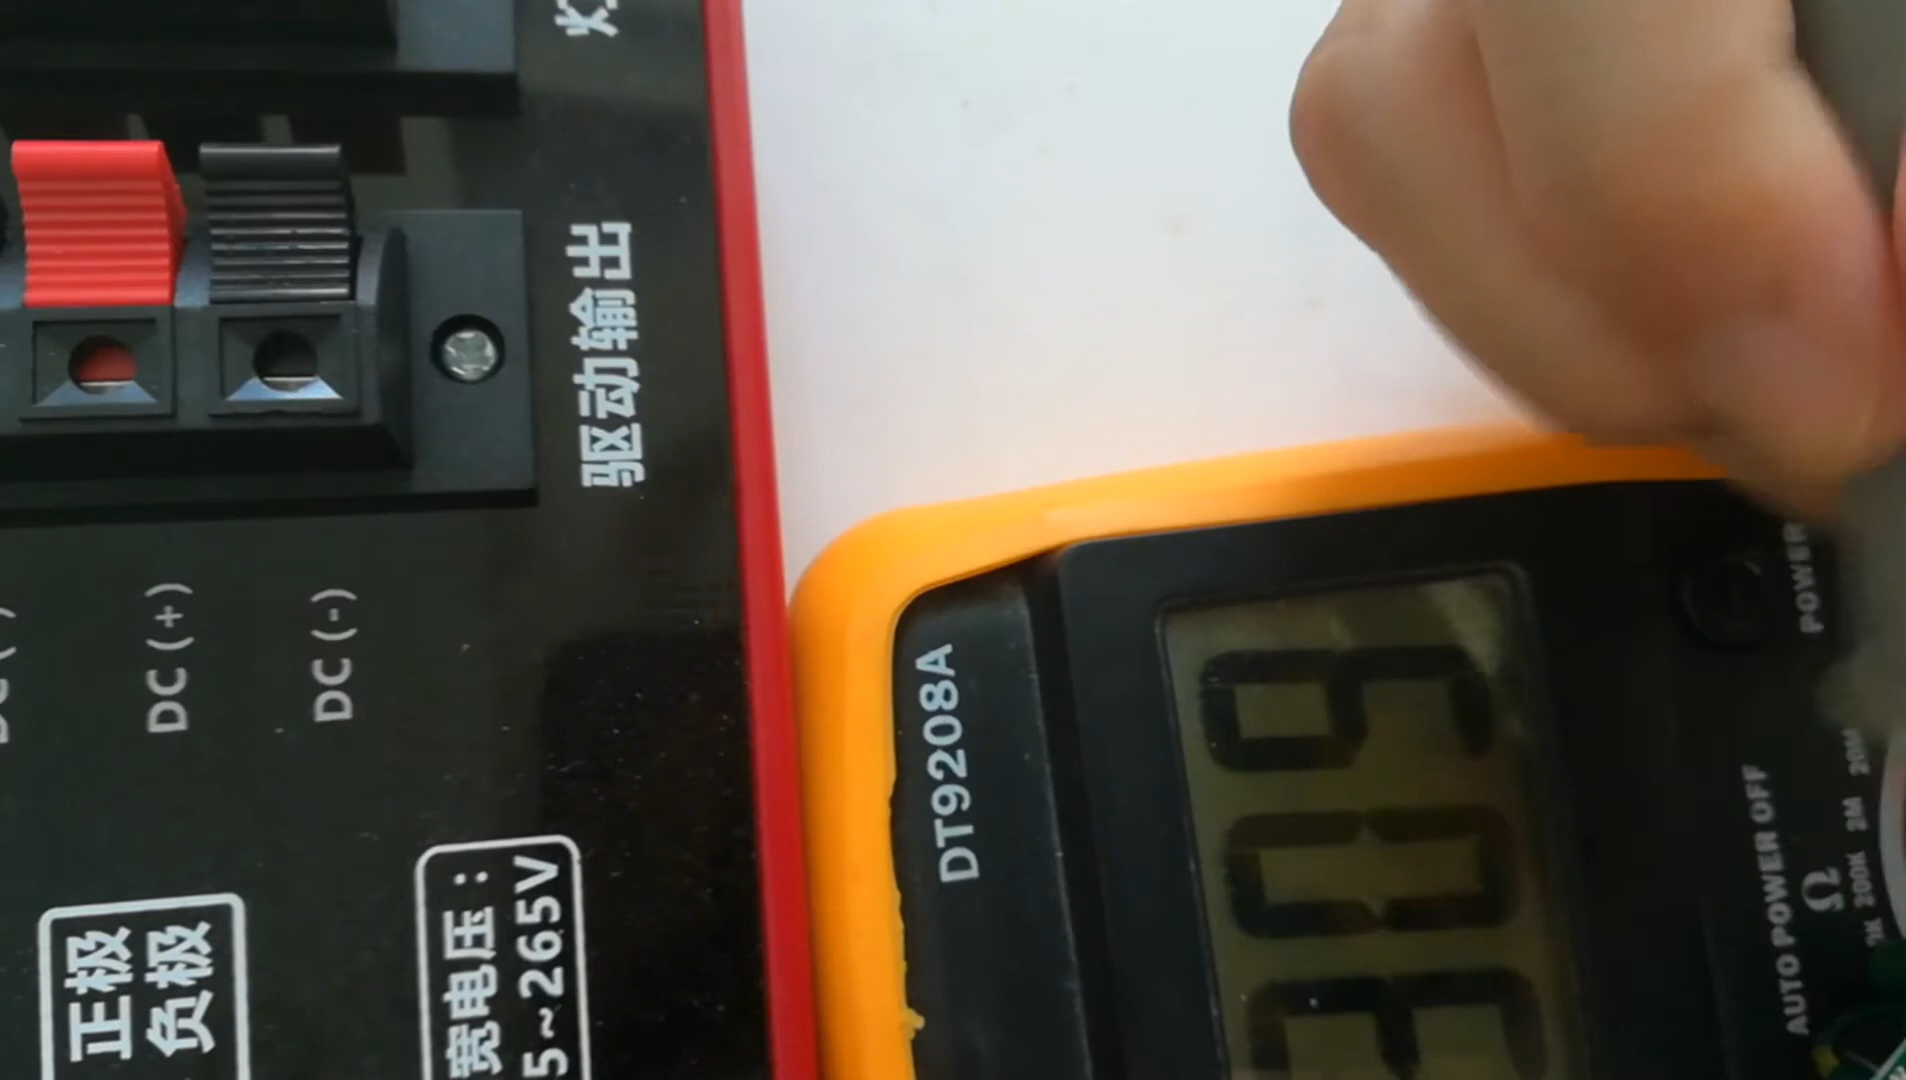 DC(+)
DC(-)
驱动输出
正极
负极
宽电压：
5~265V
DT9208A
309
POWER
AUTO POWER OFF
Ω
2K 200K 2M 20M